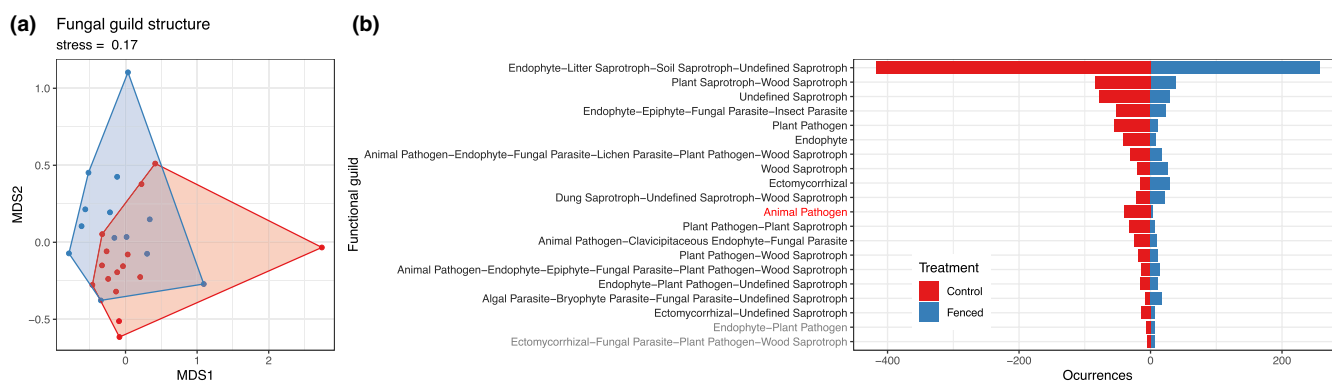 (a)
Fungal guild structure
stress = 0.17
1.0
0.5
0.0
−0.5
MDS2
0
1
2
MDS1
(b)
Functional guild
Endophyte−Litter Saprotroph−Soil Saprotroph−Undefined Saprotroph
Plant Saprotroph−Wood Saprotroph
Undefined Saprotroph
Endophyte−Epiphyte−Fungal Parasite−Insect Parasite
Plant Pathogen
Endophyte
Animal Pathogen−Endophyte−Fungal Parasite−Lichen Parasite−Plant Pathogen−Wood Saprotroph
Wood Saprotroph
Ectomycorrhizal
Dung Saprotroph−Undefined Saprotroph−Wood Saprotroph
Animal Pathogen
Plant Pathogen−Plant Saprotroph
Animal Pathogen−Clavicipitaceous Endophyte−Fungal Parasite
Plant Pathogen−Wood Saprotroph
Animal Pathogen−Endophyte−Epiphyte−Fungal Parasite−Plant Pathogen−Wood Saprotroph
Endophyte−Plant Pathogen−Undefined Saprotroph
Algal Parasite−Bryophyte Parasite−Fungal Parasite−Undefined Saprotroph
Ectomycorrhizal−Undefined Saprotroph
Endophyte−Plant Pathogen
Ectomycorrhizal−Fungal Parasite−Plant Pathogen−Wood Saprotroph
Treatment
Control
Fenced
−400
−200
0
200
Ocurrences